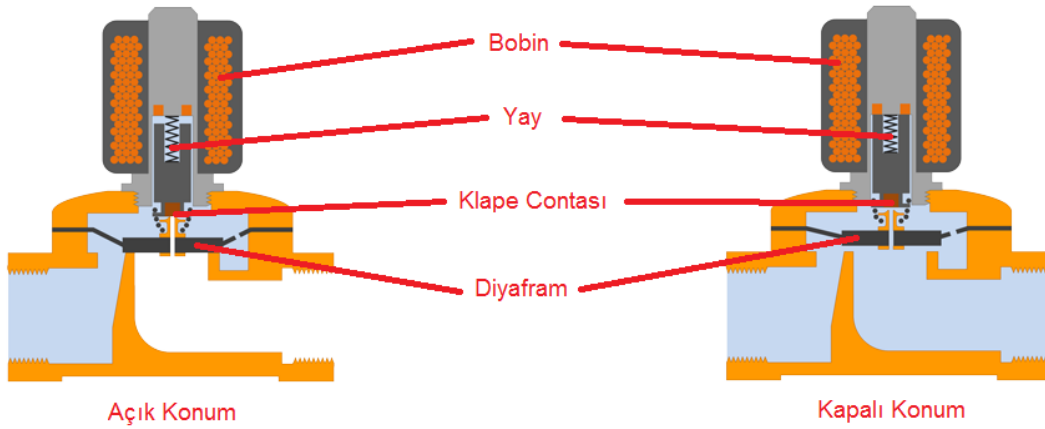 Bobin
Yay
Klape Contası
Diyafram
Açık Konum
Kapalı Konum